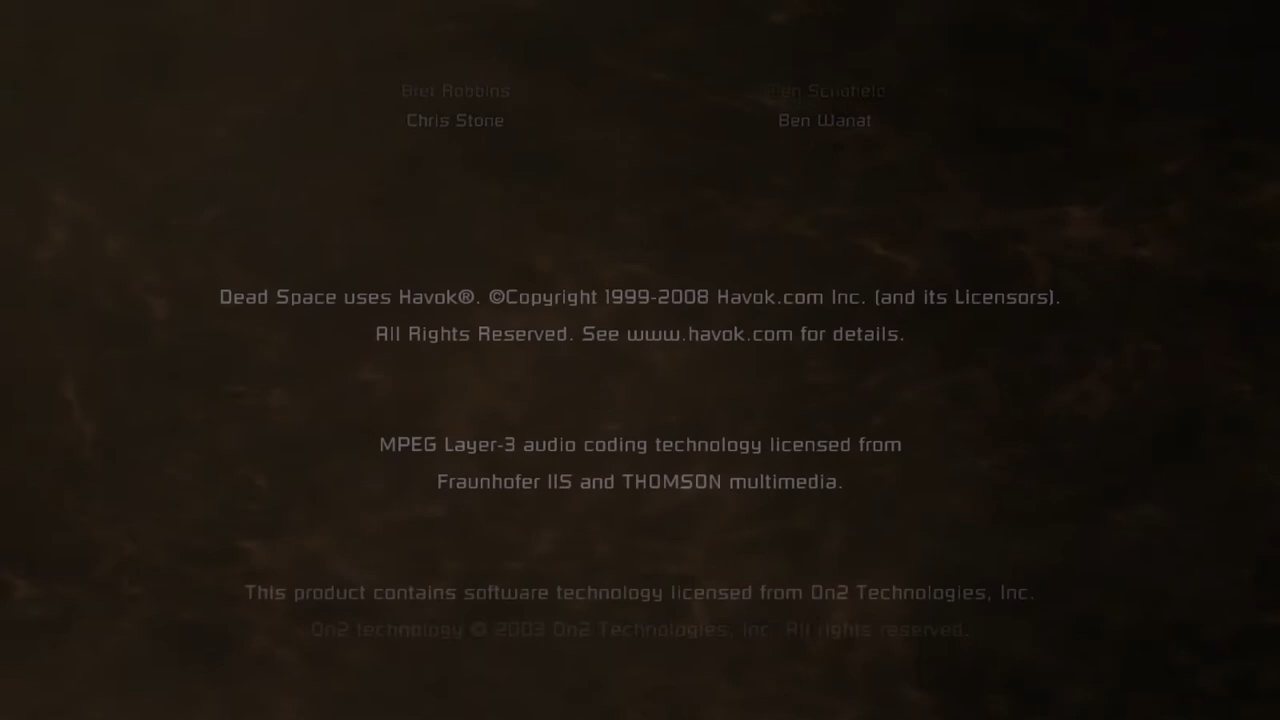 Bret Robbins
Glen Schofield
Chris Stone
Ben Wanat
Dead Space uses Havok®. ©Copyright 1999-2008 Havok.com Inc. (and its Licensors).
All Rights Reserved. See www.havok.com for details.
MPEG Layer-3 audio coding technology licensed from
Fraunhofer IIS and THOMSON multimedia.
This product contains software technology licensed from On2 Technologies, Inc.
On2 technology © 2003 On2 Technologies, Inc. All rights reserved.